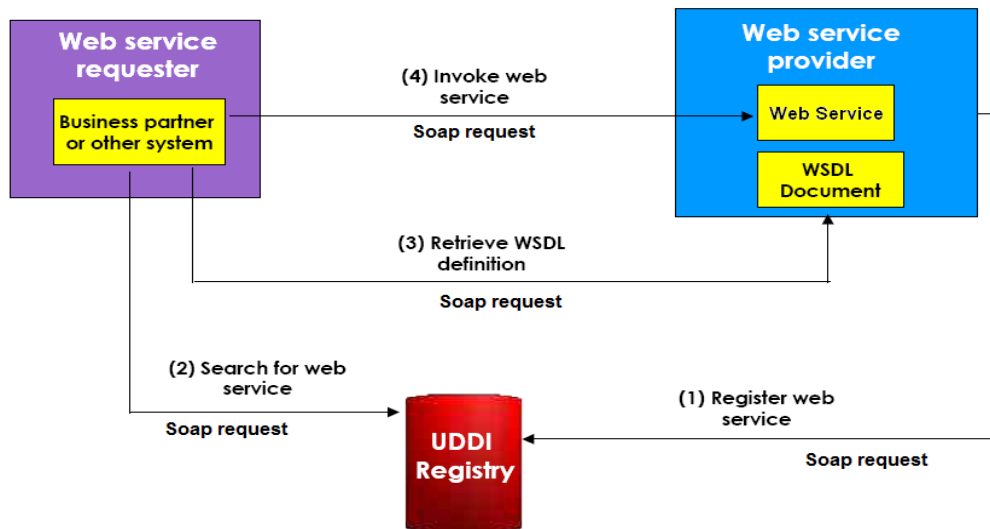 Web service
requester
Business partner
or other system
(4) Invoke web
service
Soap request
Web service
provider
Web Service
WSDL
Document
(3) Retrieve WSDL
definition
Soap request
(2) Search for web
service
Soap request
UDDI
Registry
(1) Register web
service
Soap request